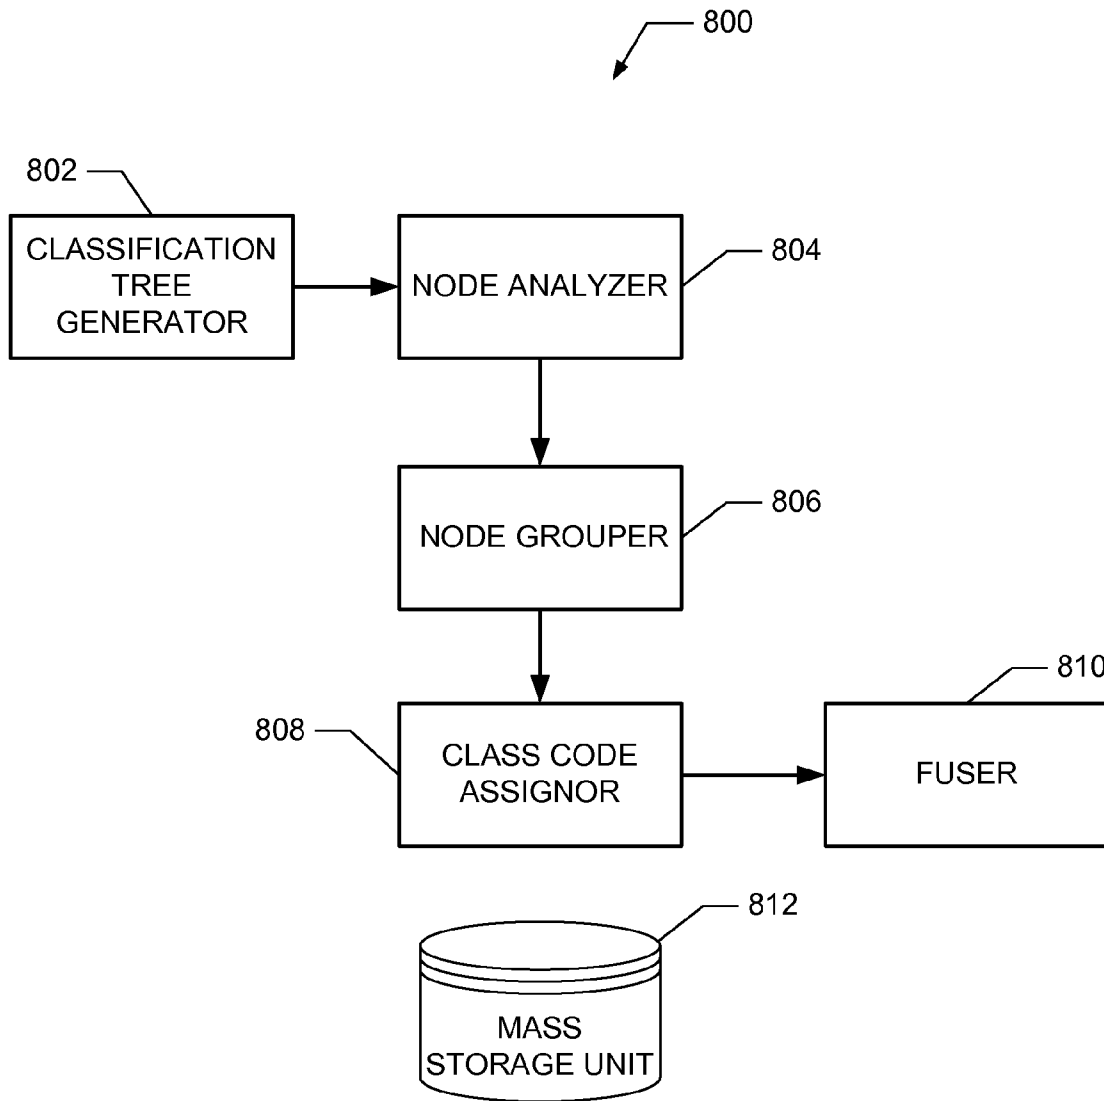 800
802
CLASSIFICATION
TREE
GENERATOR
NODE ANALYZER
804
NODE GROUPER
806
808
CLASS CODE
ASSIGNOR
810
FUSER
812
MASS
STORAGE UNIT